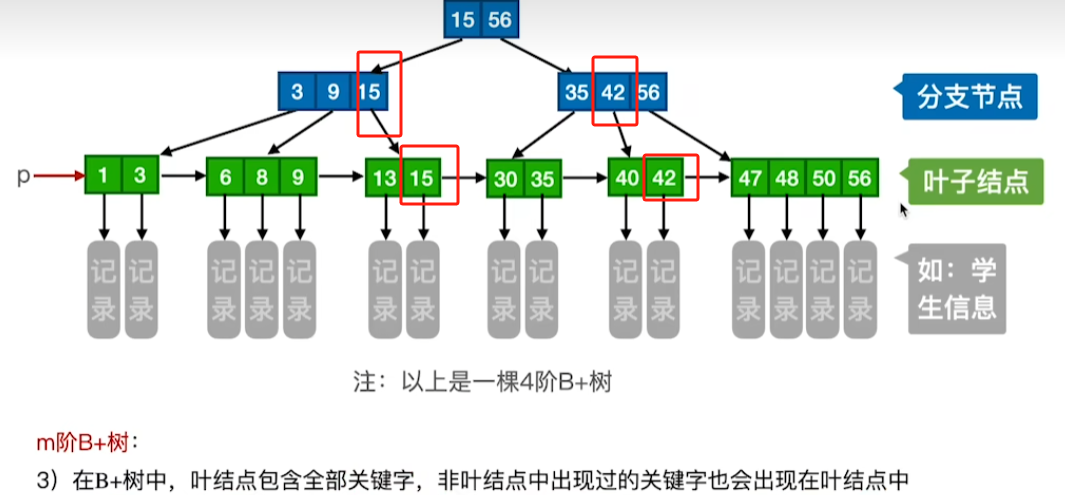 15 56
3 9 15 35 42 56 分支节点
p 1 3 6 8 9 13 15 30 35 40 42 47 48 50 56 叶子结点
记录 记录 记录 记录 记录 记录 记录 记录 记录 记录 记录 记录 记录 记录 记录 如：学
生信息
注：以上是一棵4阶B+树
m阶B+树：
3）在B+树中，叶结点包含全部关键字，非叶结点中出现过的关键字也会出现在叶结点中